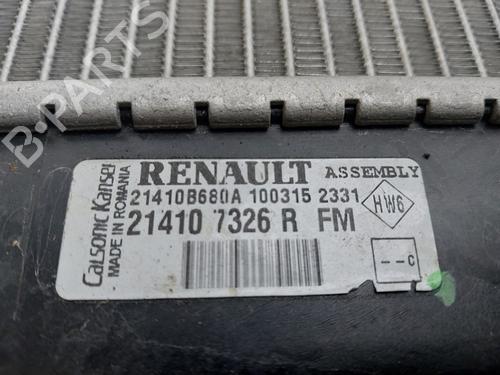 RENAULT ASSEMBLY
21410B680A 100315 2331
21410 7326 R FM
HW6
--C
Calsonic Kansei
MADE IN ROMANIA
B-PARTS